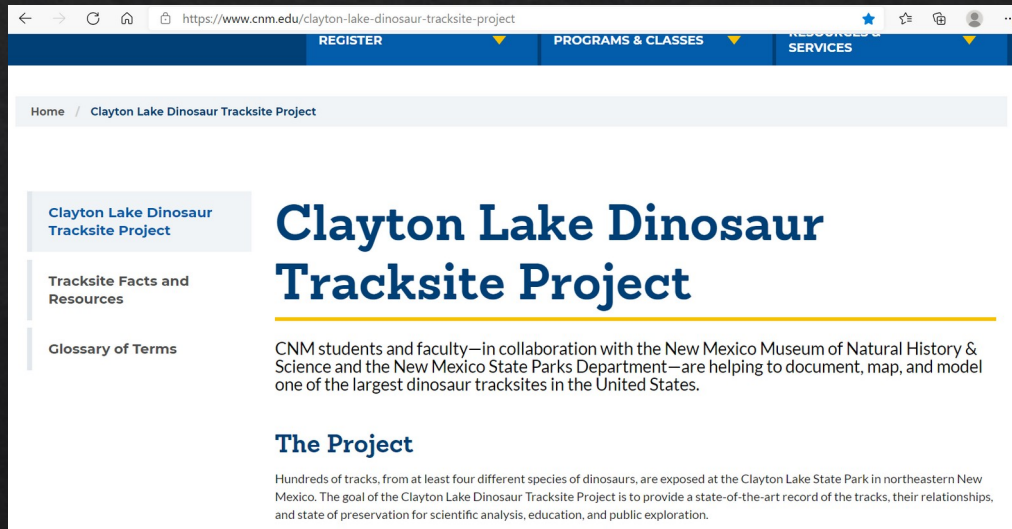 https://www.cnm.edu/clayton-lake-dinosaur-tracksite-project
REGISTER
PROGRAMS & CLASSES
RESOURCES &
SERVICES
Home / Clayton Lake Dinosaur Tracksite Project
Clayton Lake Dinosaur
Tracksite Project
Tracksite Facts and
Resources
Glossary of Terms
Clayton Lake Dinosaur
Tracksite Project
CNM students and faculty—in collaboration with the New Mexico Museum of Natural History &
Science and the New Mexico State Parks Department—are helping to document, map, and model
one of the largest dinosaur tracksites in the United States.
The Project
Hundreds of tracks, from at least four different species of dinosaurs, are exposed at the Clayton Lake State Park in northeastern New
Mexico. The goal of the Clayton Lake Dinosaur Tracksite Project is to provide a state-of-the-art record of the tracks, their relationships,
and state of preservation for scientific analysis, education, and public exploration.